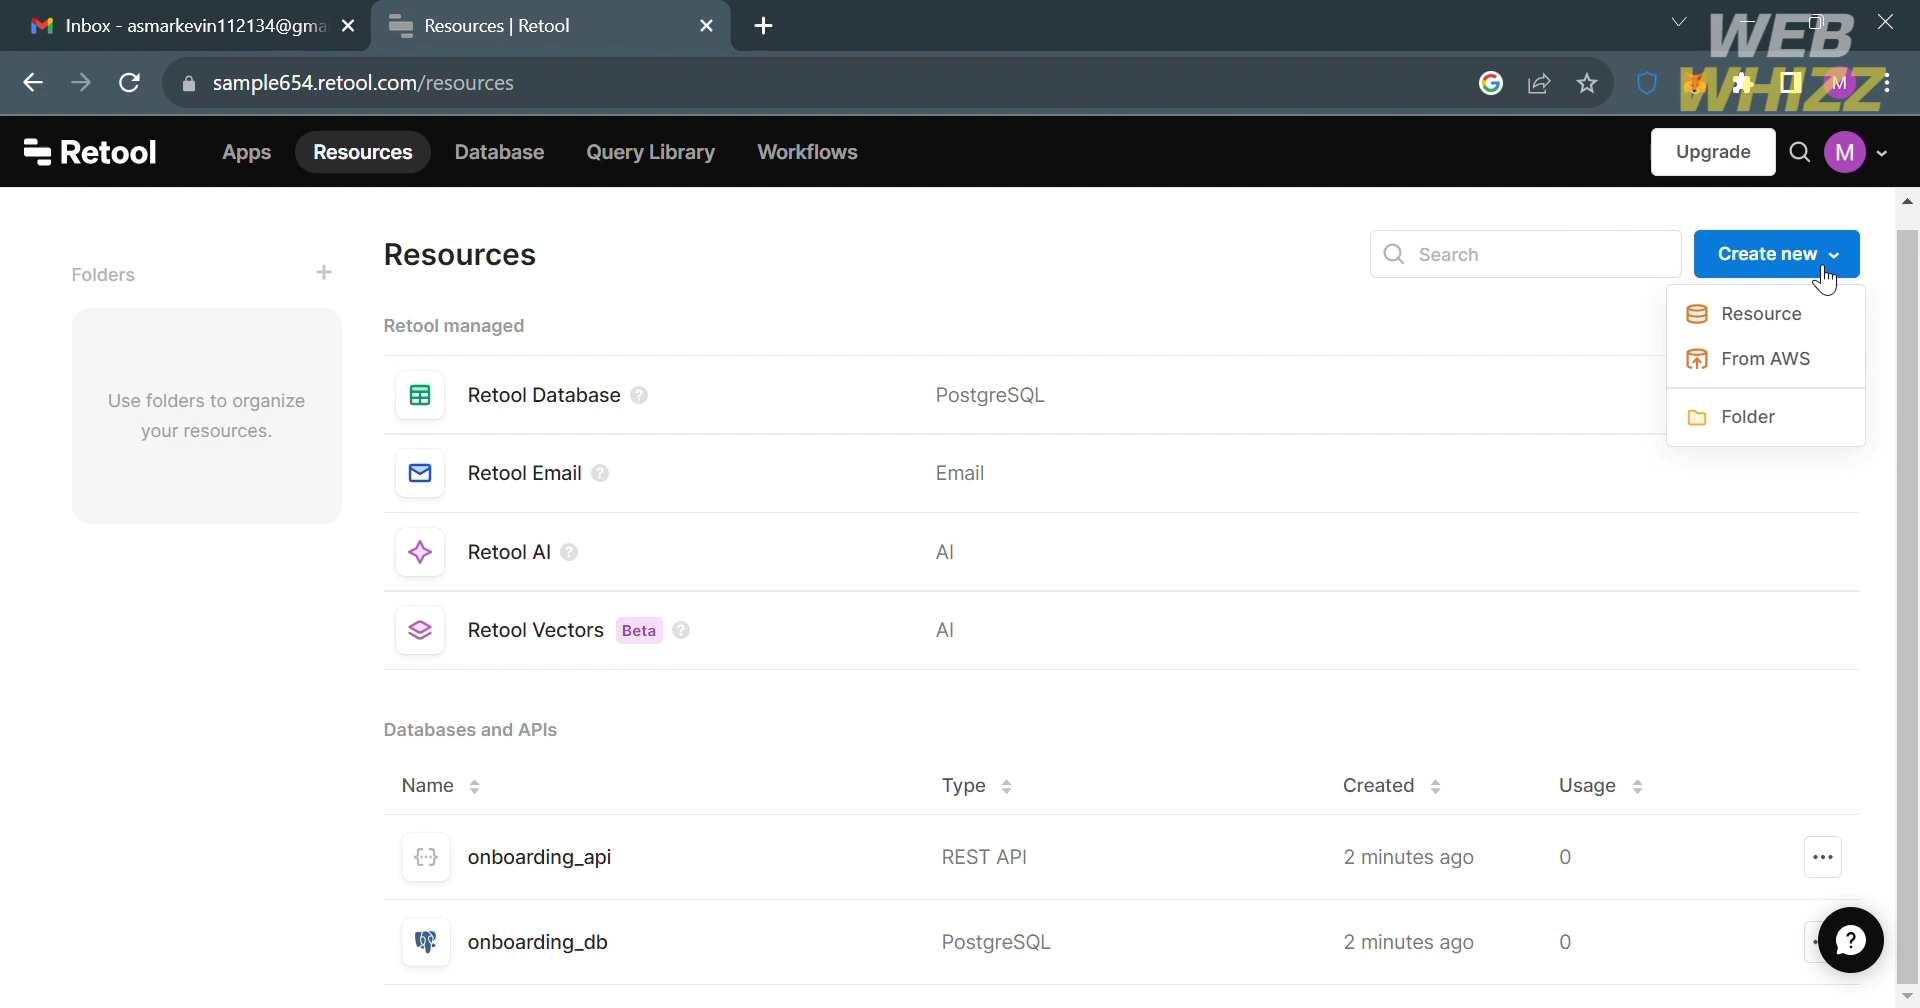 Inbox - asmarkevin112134@gma
Resources | Retool
WEB
WHIZZ
sample654.retool.com/resources
M
Retool
Apps
Resources
Database
Query Library
Workflows
Upgrade
M
Folders
Resources
Search
Create new
Resource
From AWS
Folder
Use folders to organize
your resources.
Retool managed
Retool Database ?
PostgreSQL
Retool Email ?
Email
Retool AI ?
AI
Retool Vectors Beta ?
AI
Databases and APIs
Name
Type
Created
Usage
onboarding_api
REST API
2 minutes ago
0
onboarding_db
PostgreSQL
2 minutes ago
0